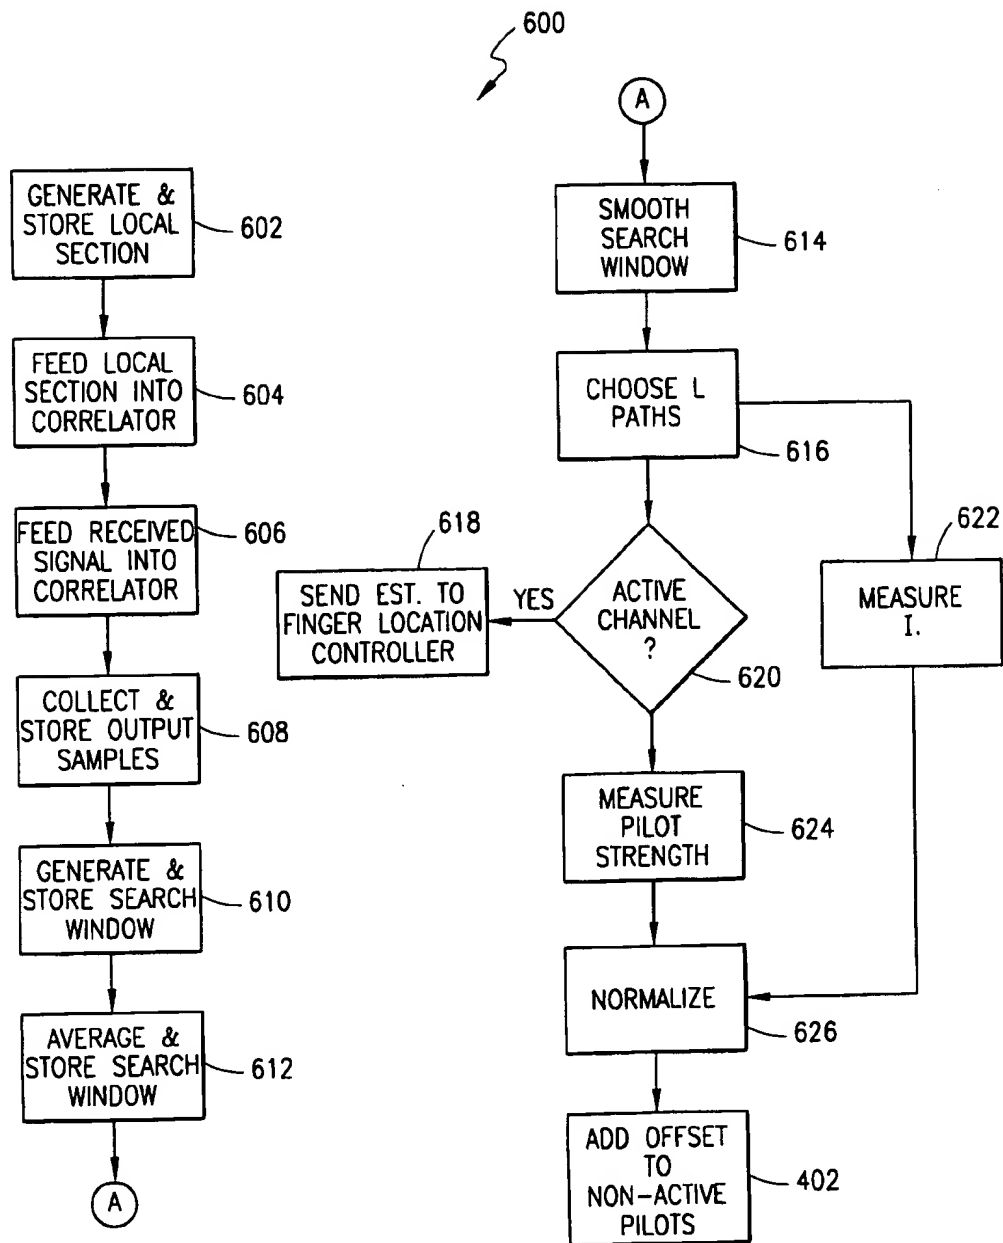 600
GENERATE &
STORE LOCAL
SECTION
602
FEED LOCAL
SECTION INTO
CORRELATOR
604
FEED RECEIVED
SIGNAL INTO
CORRELATOR
606
COLLECT &
STORE OUTPUT
SAMPLES
608
GENERATE &
STORE SEARCH
WINDOW
610
AVERAGE &
STORE SEARCH
WINDOW
612
A
A
SMOOTH
SEARCH
WINDOW
614
CHOOSE L
PATHS
616
618
SEND EST. TO
FINGER LOCATION
CONTROLLER
YES
ACTIVE
CHANNEL
?
620
622
MEASURE
I.
MEASURE
PILOT
STRENGTH
624
NORMALIZE
626
ADD OFFSET
TO
NON-ACTIVE
PILOTS
402